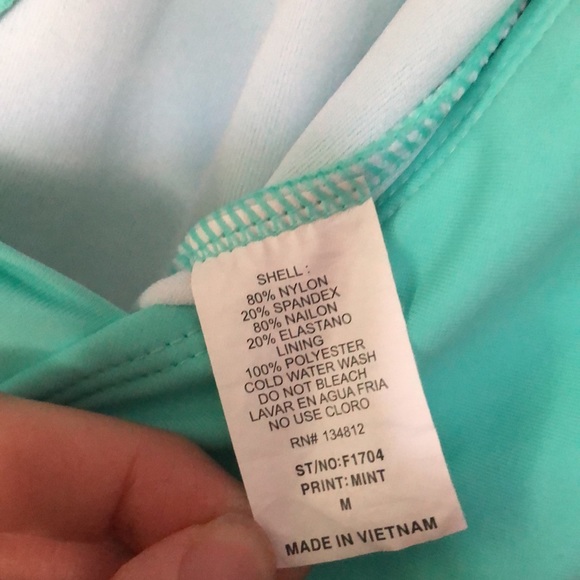 SHELL :
80% NYLON
20% SPANDEX
80% NAILON
20% ELASTANO
LINING
100% POLYESTER
COLD WATER WASH
DO NOT BLEACH
LAVAR EN AGUA FRIA
NO USE CLORO
RN# 134812
ST/NO:F1704
PRINT:MINT
M
MADE IN VIETNAM